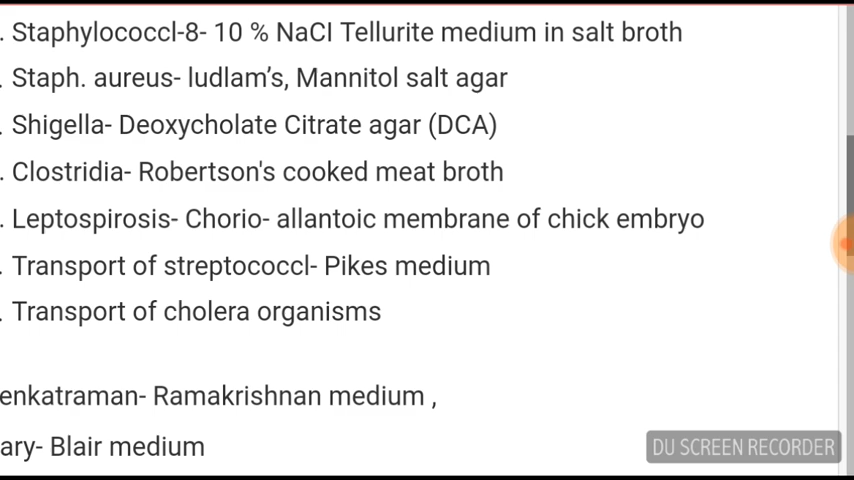 . Staphylococcl-8- 10 % NaCI Tellurite medium in salt broth
. Staph. aureus- ludlam's, Mannitol salt agar
. Shigella- Deoxycholate Citrate agar (DCA)
. Clostridia- Robertson's cooked meat broth
. Leptospirosis- Chorio- allantoic membrane of chick embryo
. Transport of streptococcl- Pikes medium
. Transport of cholera organisms
enkatraman- Ramakrishnan medium ,
ary- Blair medium
DU SCREEN RECORDER